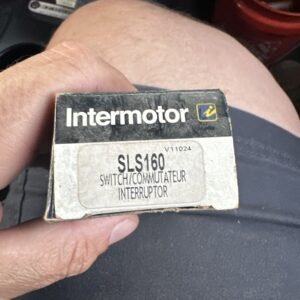 Intermotor i
V11024
SLS160
SWITCH/COMMUTATEUR
INTERRUPTOR